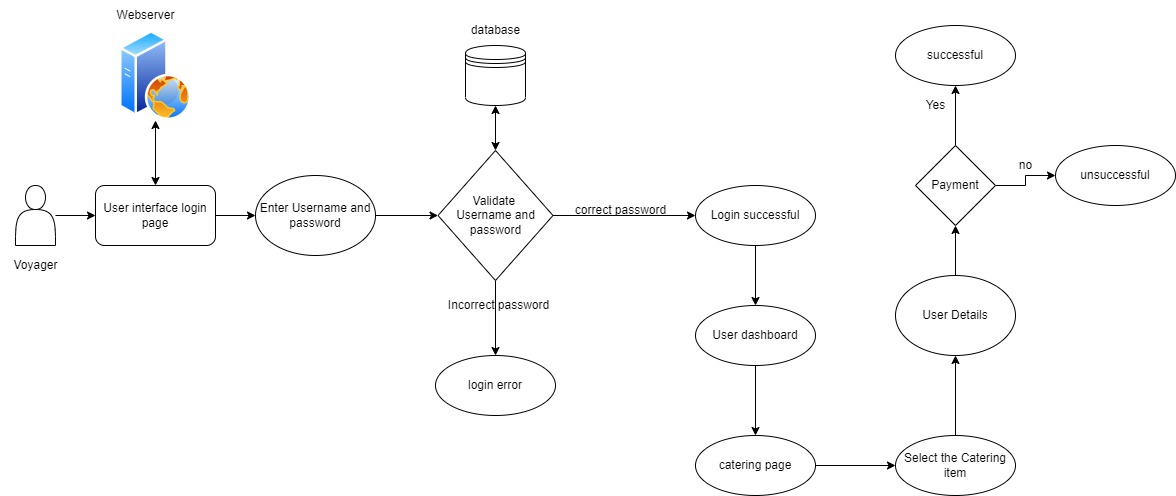 Webserver
database
successful
Yes
Payment
no
unsuccessful
User interface login
page
Enter Username and
password
Validate
Username and
password
correct password
Login successful
Voyager
Incorrect password
User Details
User dashboard
login error
catering page
Select the Catering
item